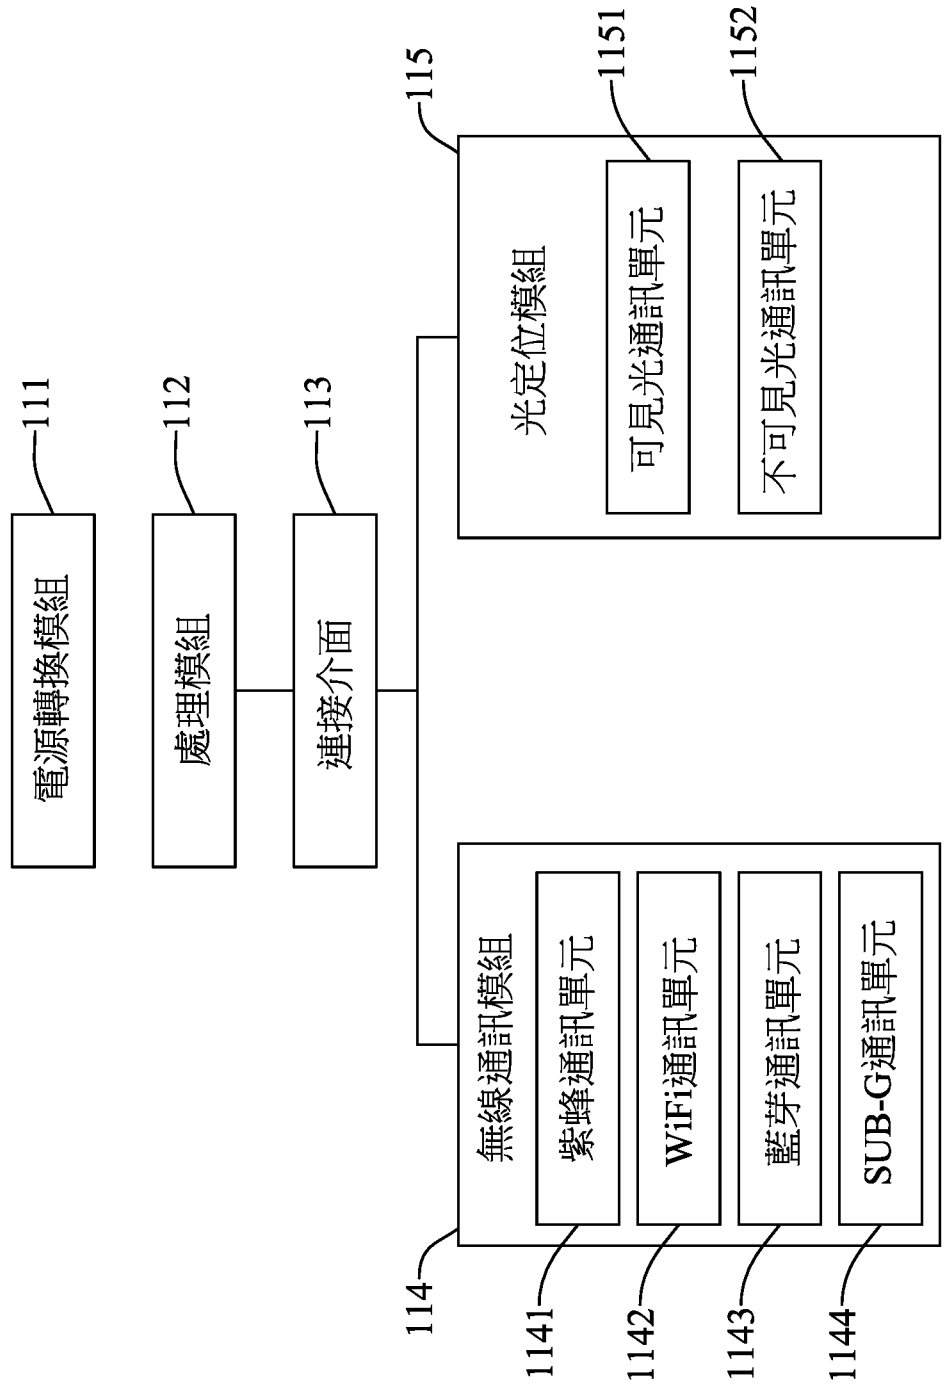 電源轉換模組
111
處理模組
112
連接介面
113
無線通訊模組
114
紫蜂通訊單元
1141
WiFi通訊單元
1142
藍芽通訊單元
1143
SUB-G通訊單元
1144
光定位模組
115
可見光通訊單元
1151
不可見光通訊單元
1152